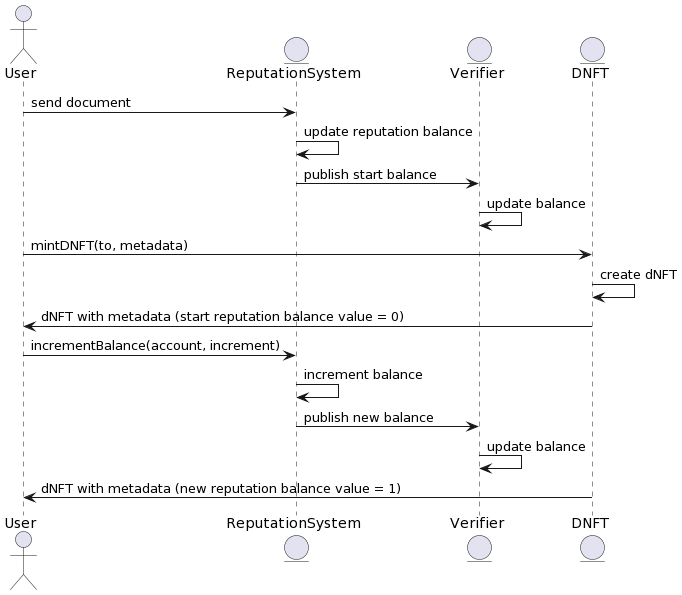 User
ReputationSystem
Verifier
DNFT
send document
update reputation balance
publish start balance
update balance
mintDNFT(to, metadata)
create dNFT
dNFT with metadata (start reputation balance value = 0)
incrementBalance(account, increment)
increment balance
publish new balance
update balance
dNFT with metadata (new reputation balance value = 1)
User
ReputationSystem
Verifier
DNFT